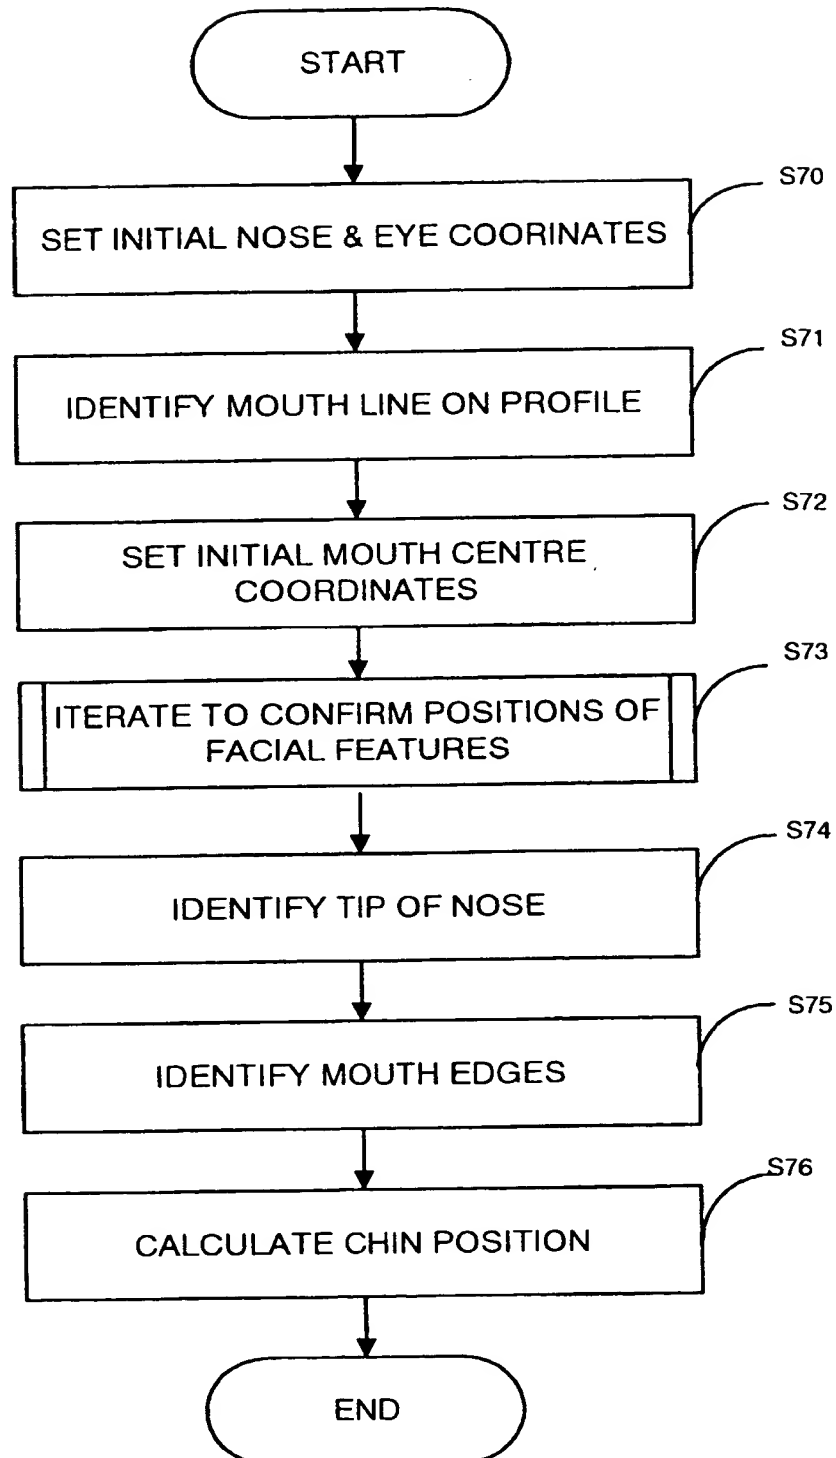 START
S70
SET INITIAL NOSE & EYE COORINATES
S71
IDENTIFY MOUTH LINE ON PROFILE
S72
SET INITIAL MOUTH CENTRE
COORDINATES
S73
ITERATE TO CONFIRM POSITIONS OF
FACIAL FEATURES
S74
IDENTIFY TIP OF NOSE
S75
IDENTIFY MOUTH EDGES
S76
CALCULATE CHIN POSITION
END